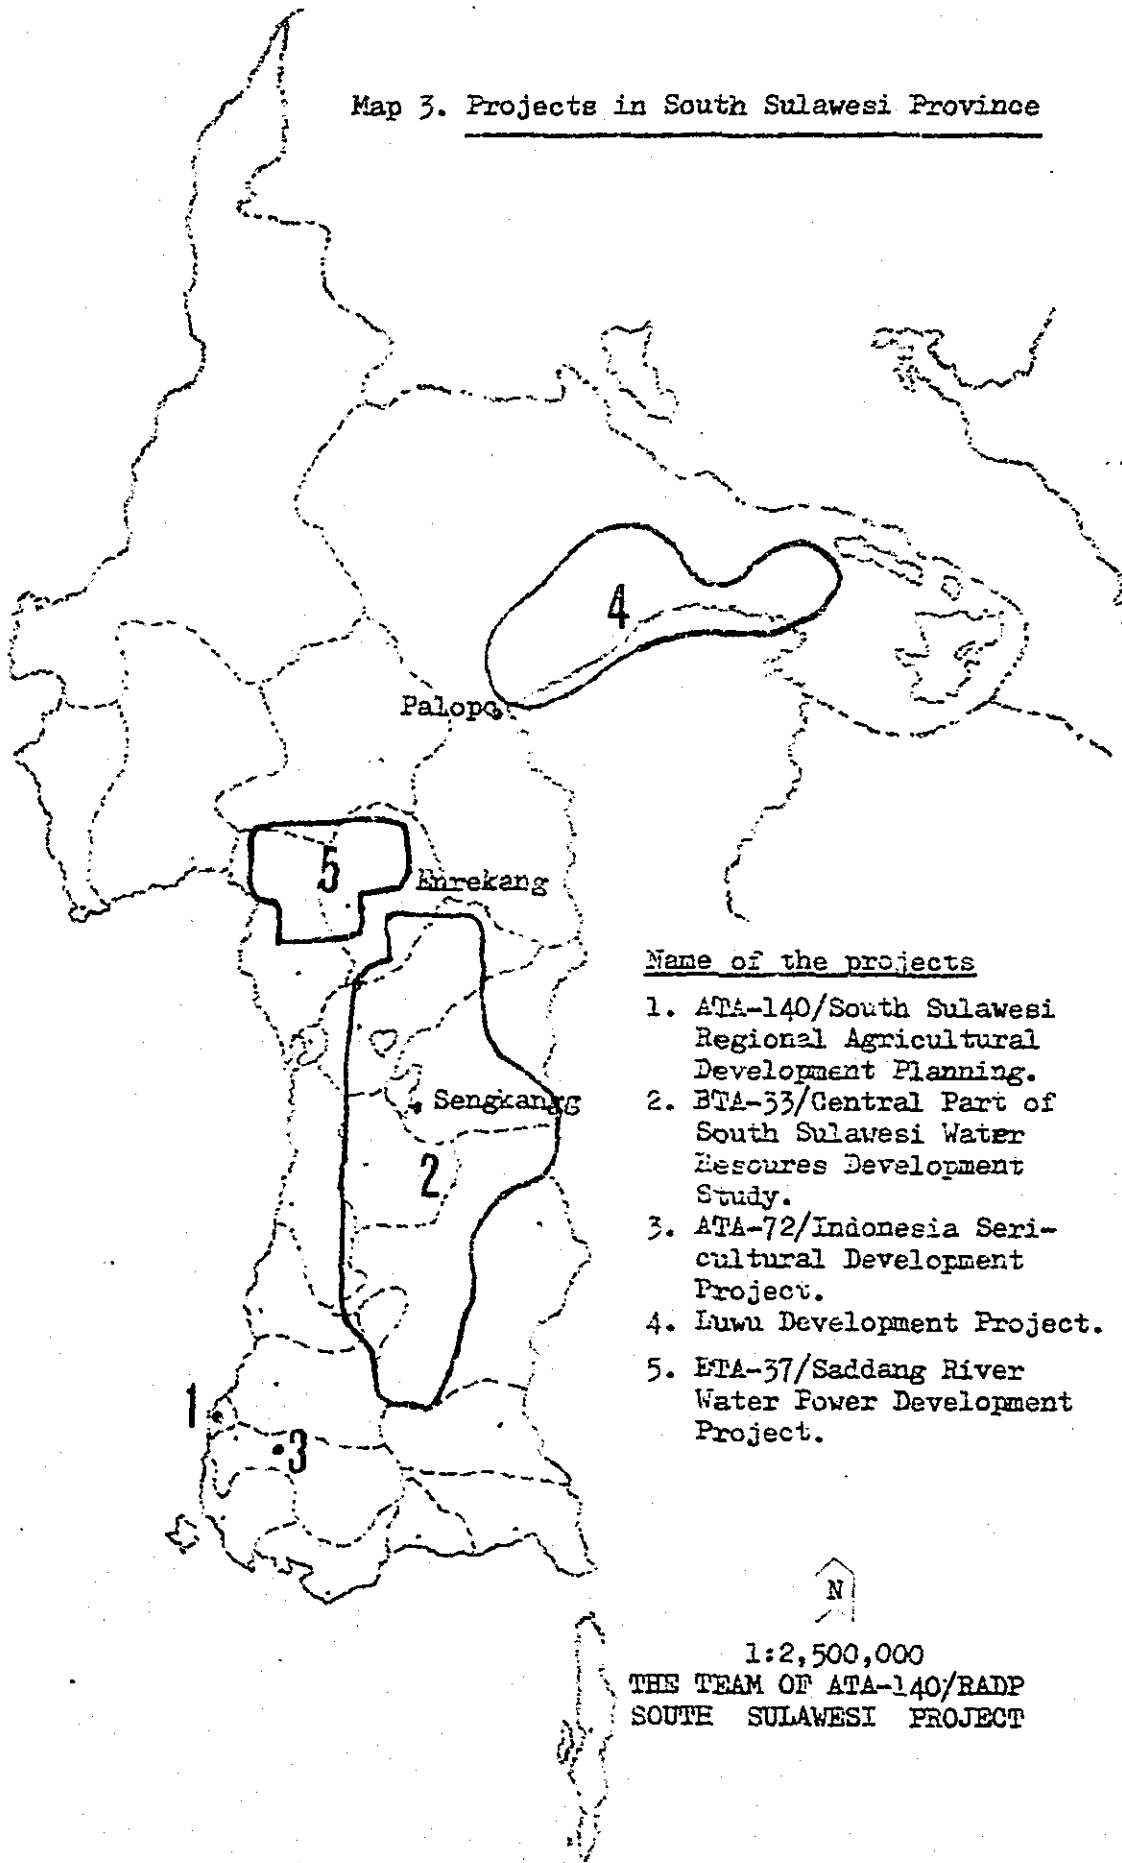 Map 3. Projects in South Sulawesi Province
4
Palopo
5
Enrekang
Name of the projects
1. ATA-140/South Sulawesi
Regional Agricultural
Development Planning.
2. BTA-33/Central Part of
South Sulawesi Water
Resoures Development
Study.
3. ATA-72/Indonesia Seri-
cultural Development
Project.
4. Luwu Development Project.
5. BTA-37/Saddang River
Water Power Development
Project.
Sengkangg
2
1
3
N
1:2,500,000
THE TEAM OF ATA-140/RADP
SOUTH SULAWESI PROJECT